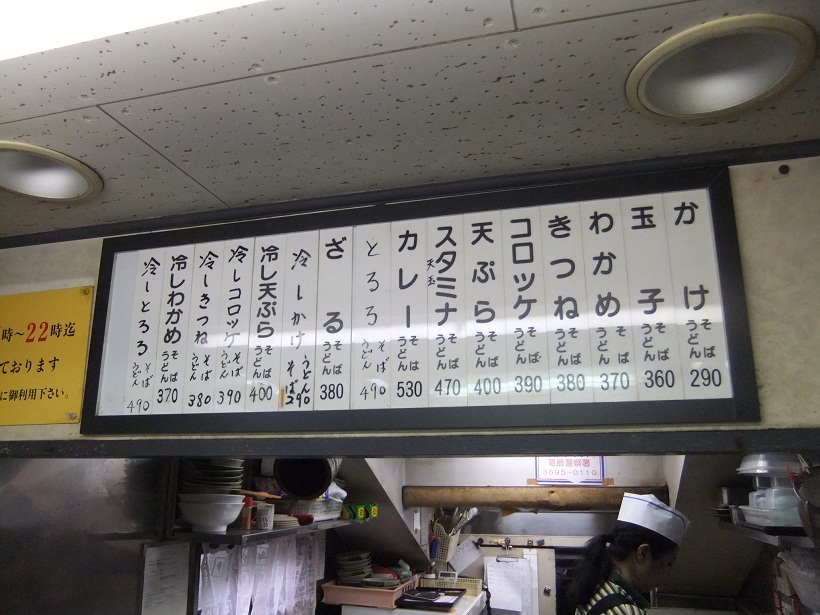 かけ そば うどん 290
玉子 そば うどん 360
わかめ そば うどん 370
きつね そば うどん 380
コロッケ そば うどん 390
天ぷら そば うどん 400
スタミナ 天玉 そば うどん 470
カレー そば うどん 530
とろろ そば うどん 490
ざる そば うどん 380
冷しかけ うどん そば 290
冷し天ぷら そば うどん 400
冷しコロッケ そば うどん 390
冷しきつね そば うどん 380
冷しわかめ そば うどん 370
冷しとろろ そば うどん 490
時～22時迄
ております
に御利用下さい。
葛飾警察署
3695-0110